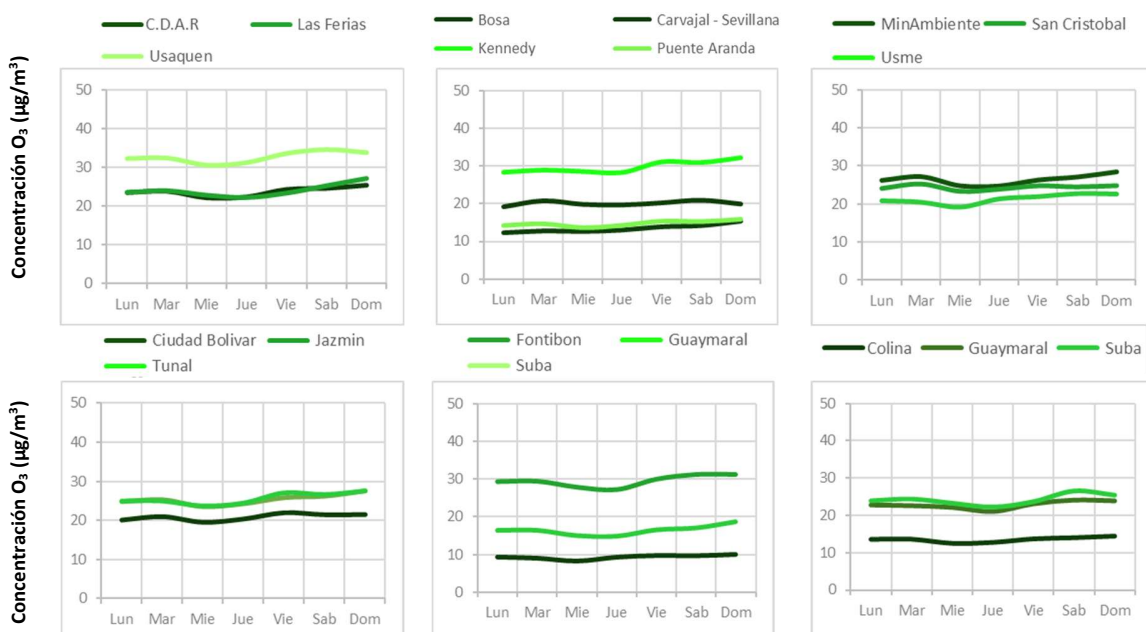 C.D.A.R Las Ferias
Usaquen
Bosa Carvajal - Sevillana
Kennedy Puente Aranda
MinAmbiente San Cristobal
Usme
Concentración O₃ (µg/m³)
50
40
30
20
10
0
Lun Mar Mie Jue Vie Sab Dom
50
40
30
20
10
0
Lun Mar Mie Jue Vie Sab Dom
50
40
30
20
10
0
Lun Mar Mie Jue Vie Sab Dom
Ciudad Bolivar Jazmin
Tunal
Fontibon Guaymaral
Suba
Colina Guaymaral Suba
Concentración O₃ (µg/m³)
50
40
30
20
10
0
Lun Mar Mie Jue Vie Sab Dom
50
40
30
20
10
0
Lun Mar Mie Jue Vie Sab Dom
50
40
30
20
10
0
Lun Mar Mie Jue Vie Sab Dom